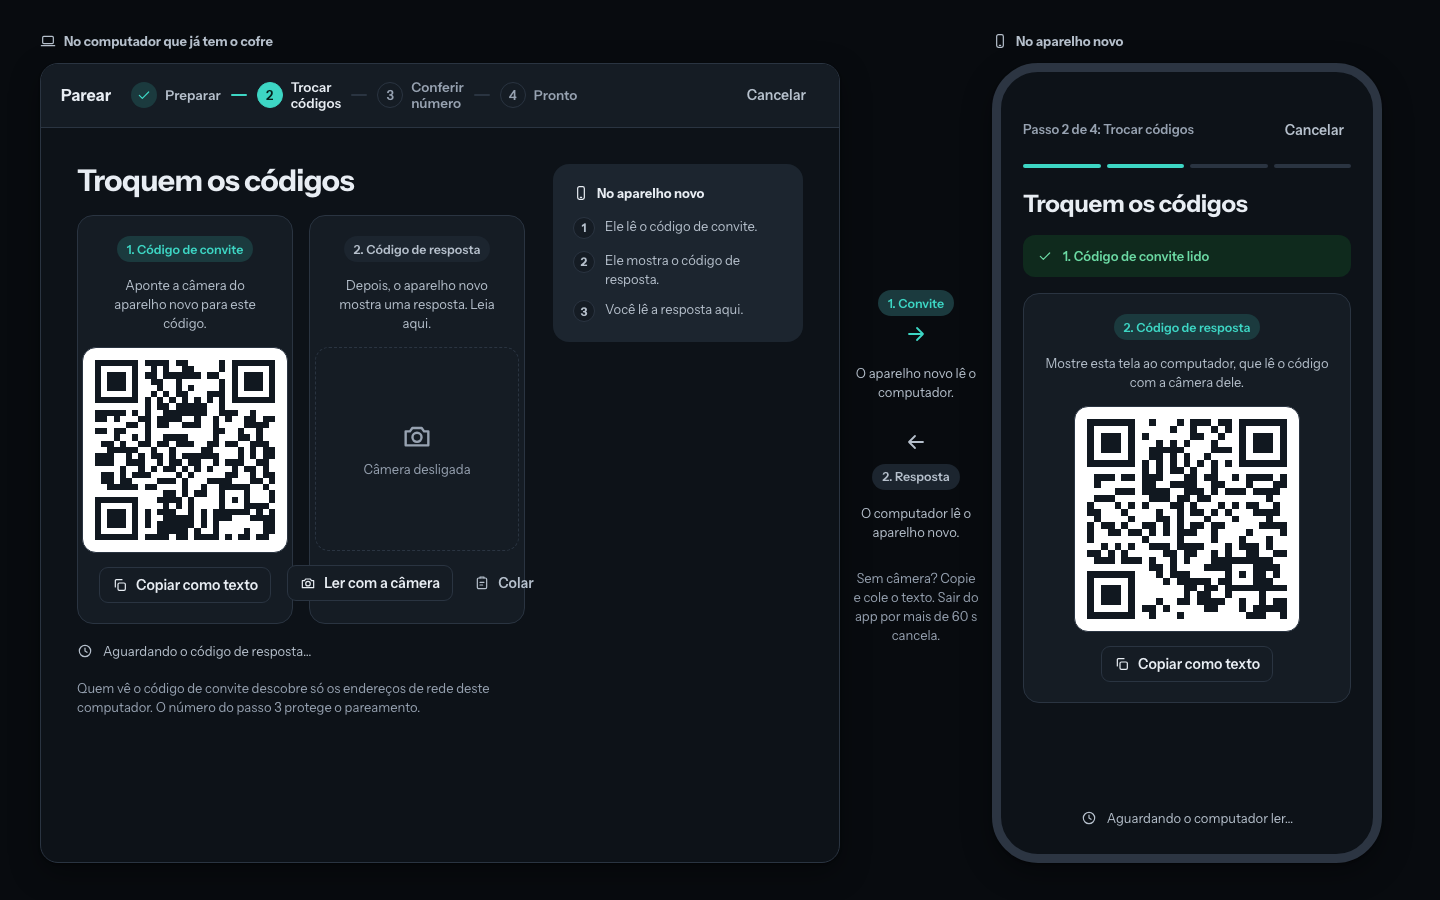 No computador que já tem o cofre
Parear
Preparar
2
Trocar
códigos
3
Conferir
número
4
Pronto
Cancelar
Troquem os códigos
1. Código de convite
Aponte a câmera do
aparelho novo para este
código.
Copiar como texto
2. Código de resposta
Depois, o aparelho novo
mostra uma resposta. Leia
aqui.
Câmera desligada
Ler com a câmera
Colar
Aguardando o código de resposta...
Quem vê o código de convite descobre só os endereços de rede deste
computador. O número do passo 3 protege o pareamento.
No aparelho novo
1
Ele lê o código de convite.
2
Ele mostra o código de
resposta.
3
Você lê a resposta aqui.
1. Convite
O aparelho novo lê o
computador.
2. Resposta
O computador lê o
aparelho novo.
Sem câmera? Copie
e cole o texto. Sair do
app por mais de 60 s
cancela.
No aparelho novo
Passo 2 de 4: Trocar códigos
Cancelar
Troquem os códigos
1. Código de convite lido
2. Código de resposta
Mostre esta tela ao computador, que lê o código
com a câmera dele.
Copiar como texto
Aguardando o computador ler...